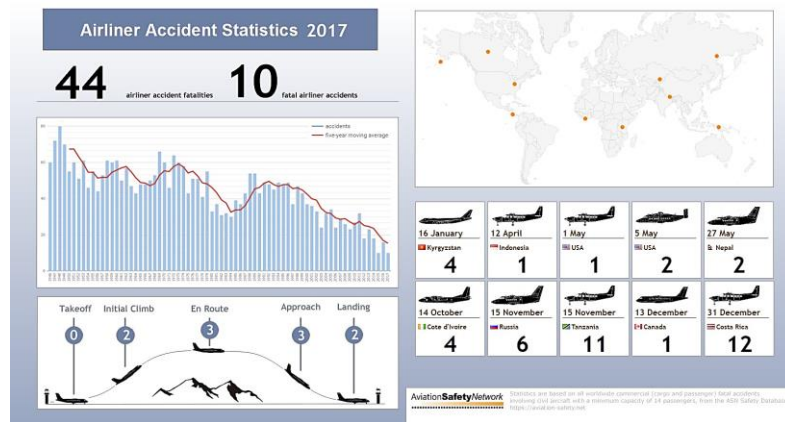 Airliner Accident Statistics 2017
44 airliner accident fatalities
10 fatal airliner accidents
accidents
five-year moving average
Takeoff
Initial Climb
En Route
Approach
Landing
0
2
3
3
2
16 January
12 April
1 May
5 May
27 May
Kyrgyzstan
Indonesia
USA
USA
Nepal
4
1
1
2
2
14 October
15 November
15 November
13 December
31 December
Cote d'Ivoire
Russia
Tanzania
Canada
Costa Rica
4
6
11
1
12
AviationSafetyNetwork
Statistics are based on all worldwide commercial (cargo and passenger) fatal accidents
involving civil aircraft with a minimum capacity of 14 passengers, from the ASN Safety Database
https://aviation-safety.net